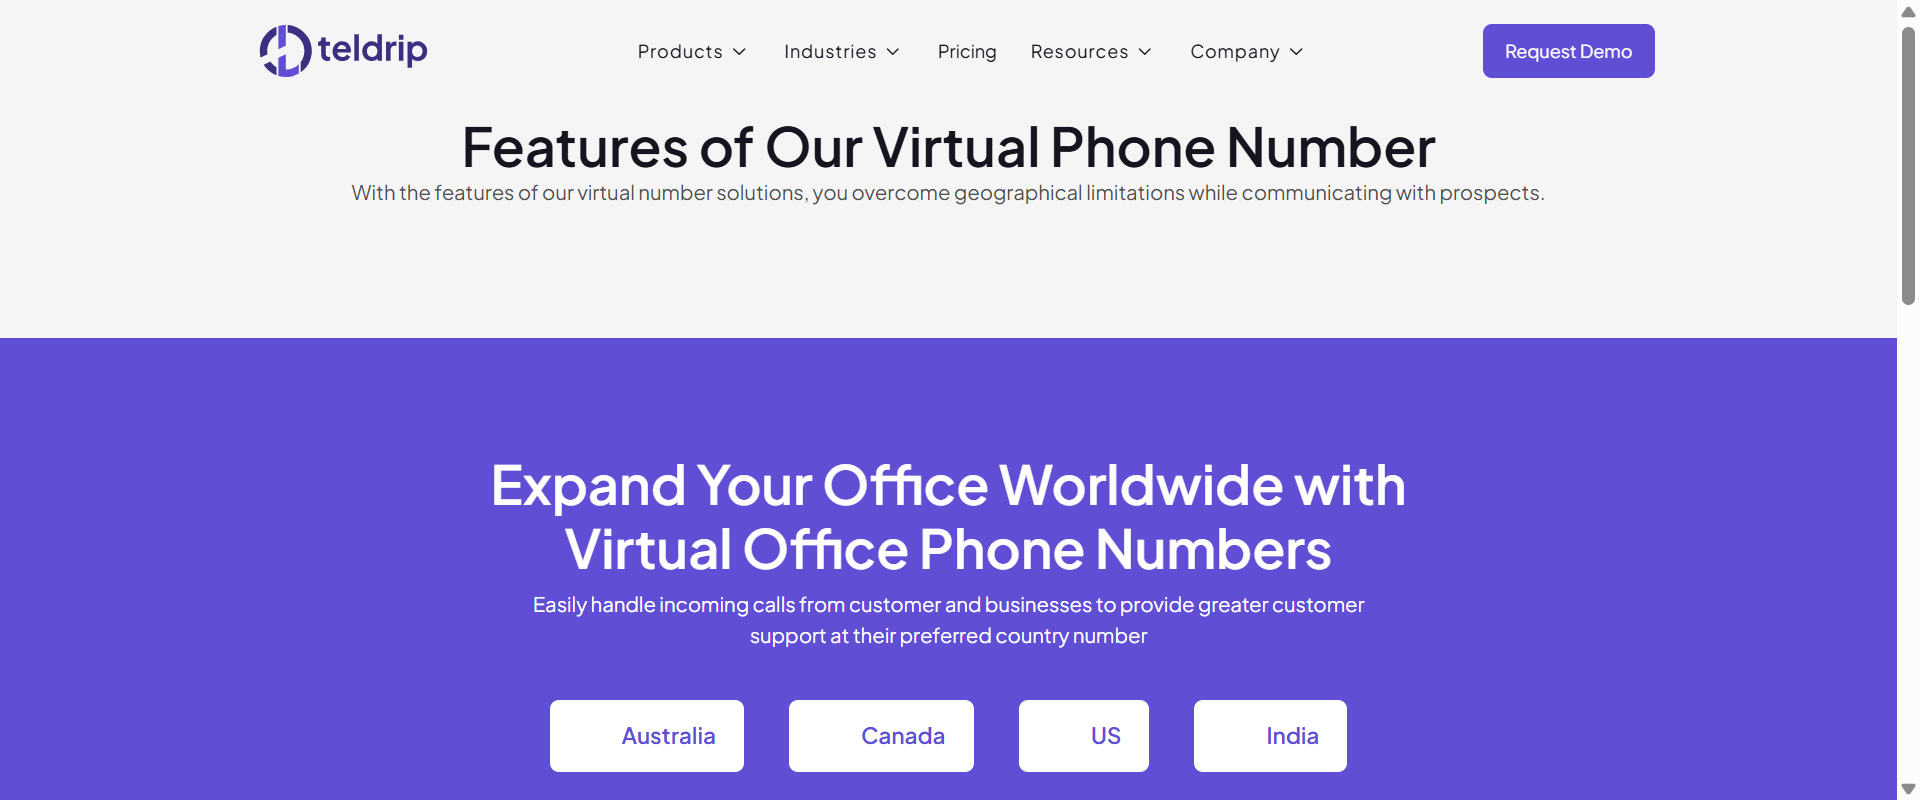 teldrip
Products
Industries
Pricing
Resources
Company
Request Demo
Features of Our Virtual Phone Number
With the features of our virtual number solutions, you overcome geographical limitations while communicating with prospects.
Expand Your Office Worldwide with
Virtual Office Phone Numbers
Easily handle incoming calls from customer and businesses to provide greater customer
support at their preferred country number
Australia
Canada
US
India